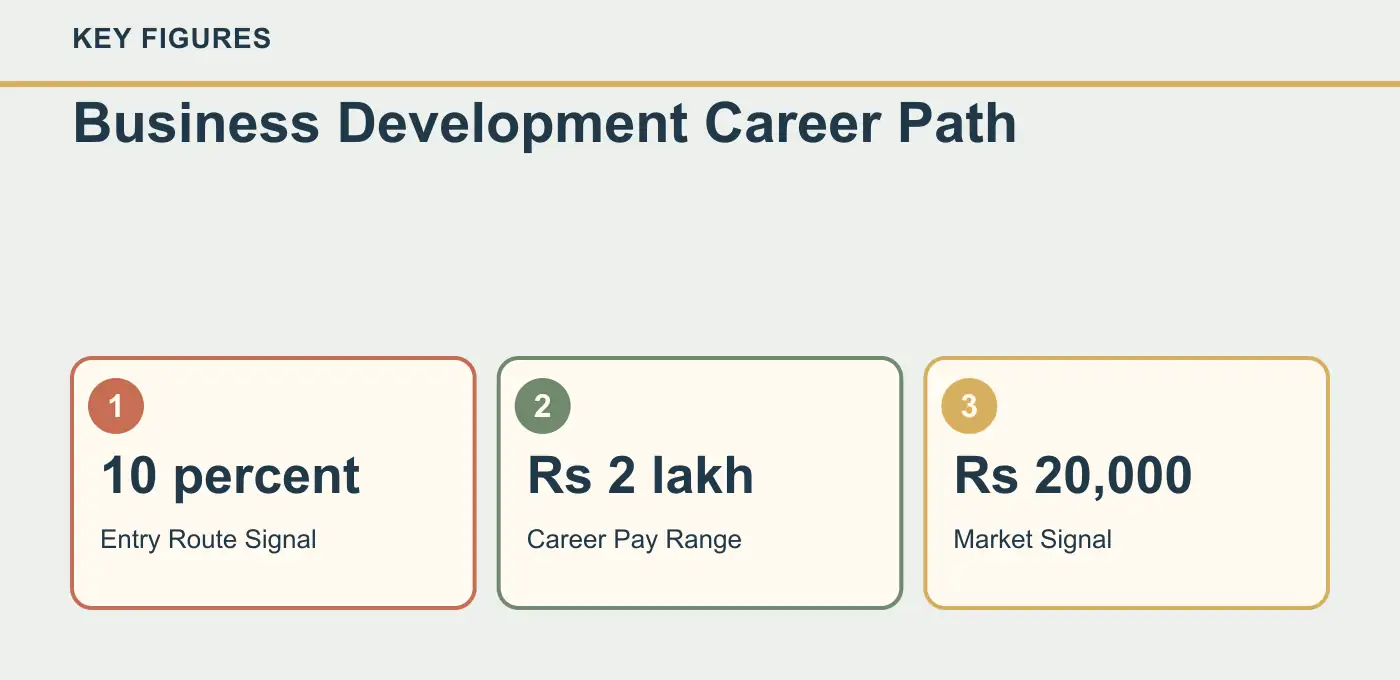 KEY FIGURES
Business Development Career Path
1
10 percent
Entry Route Signal
2
Rs 2 lakh
Career Pay Range
3
Rs 20,000
Market Signal